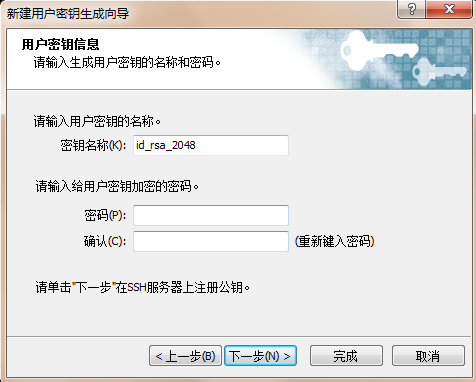 新建用户密钥生成向导
用户密钥信息
请输入生成用户密钥的名称和密码。
请输入用户密钥的名称。
密钥名称(K): id_rsa_2048
请输入给用户密钥加密的密码。
密码(P):
确认(C): (重新键入密码)
请单击"下一步"在SSH服务器上注册公钥。
< 上一步(B) 下一步(N) > 完成 取消